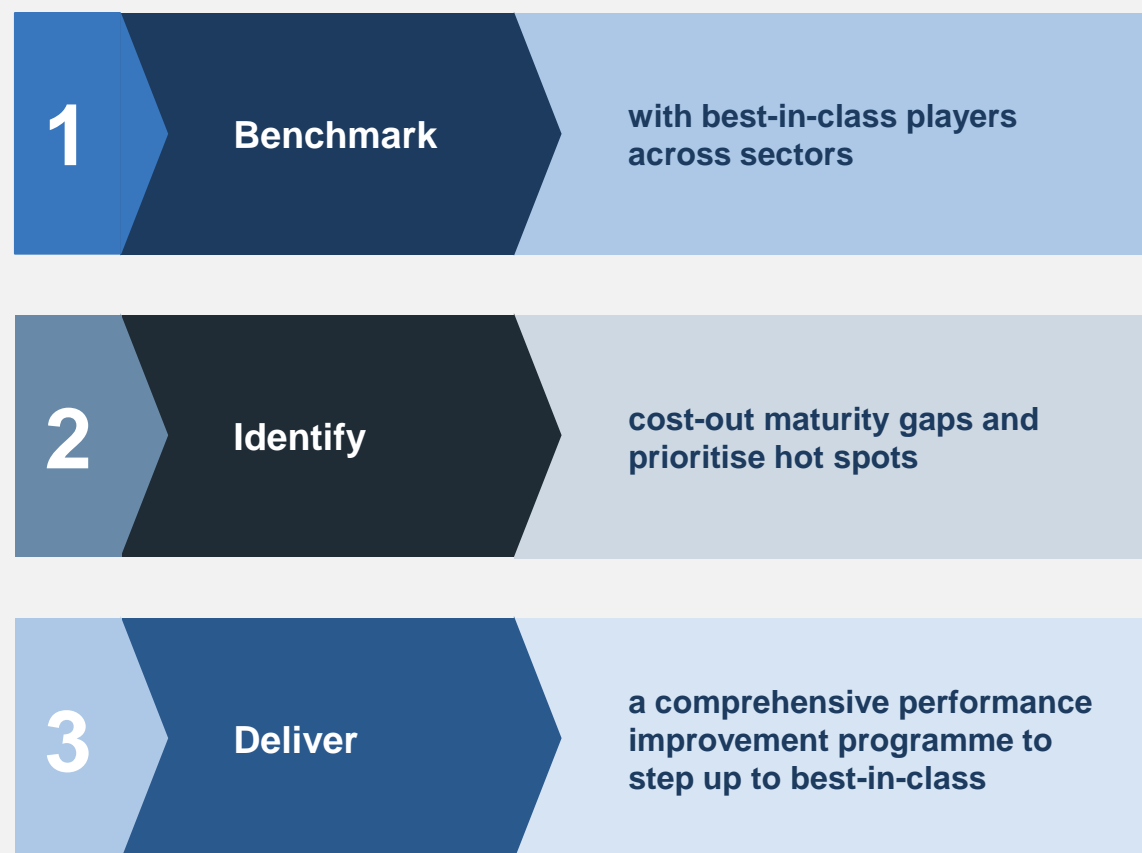 1
Benchmark
with best-in-class players
across sectors
2
Identify
cost-out maturity gaps and
prioritise hot spots
3
Deliver
a comprehensive performance
improvement programme to
step up to best-in-class